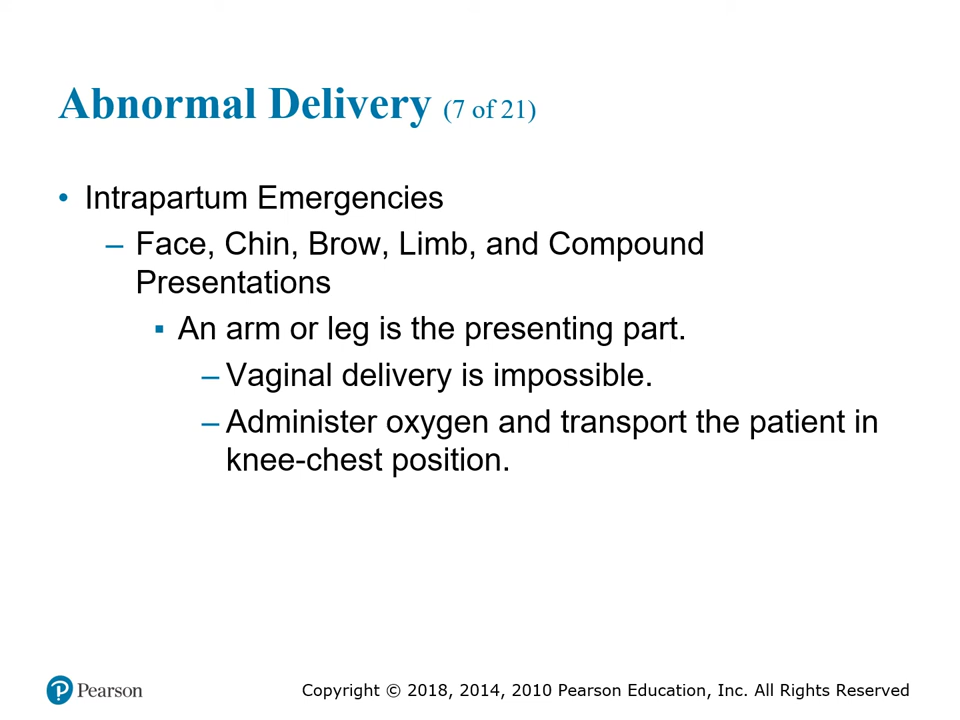 Abnormal Delivery (7 of 21)
• Intrapartum Emergencies
– Face, Chin, Brow, Limb, and Compound
Presentations
▪ An arm or leg is the presenting part.
– Vaginal delivery is impossible.
– Administer oxygen and transport the patient in
knee-chest position.
Pearson
Copyright © 2018, 2014, 2010 Pearson Education, Inc. All Rights Reserved